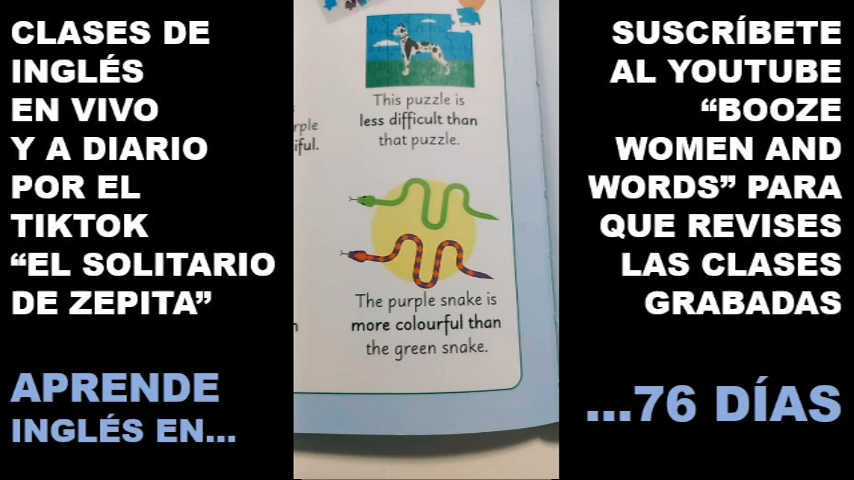 CLASES DE
INGLÉS
EN VIVO
Y A DIARIO
POR EL
TIKTOK
“EL SOLITARIO
DE ZEPITA”
APRENDE
INGLÉS EN...
This puzzle is
less difficult than
that puzzle.
The purple snake is
more colourful than
the green snake.
SUSCRÍBETE
AL YOUTUBE
“BOOZE
WOMEN AND
WORDS” PARA
QUE REVISES
LAS CLASES
GRABADAS
...76 DÍAS